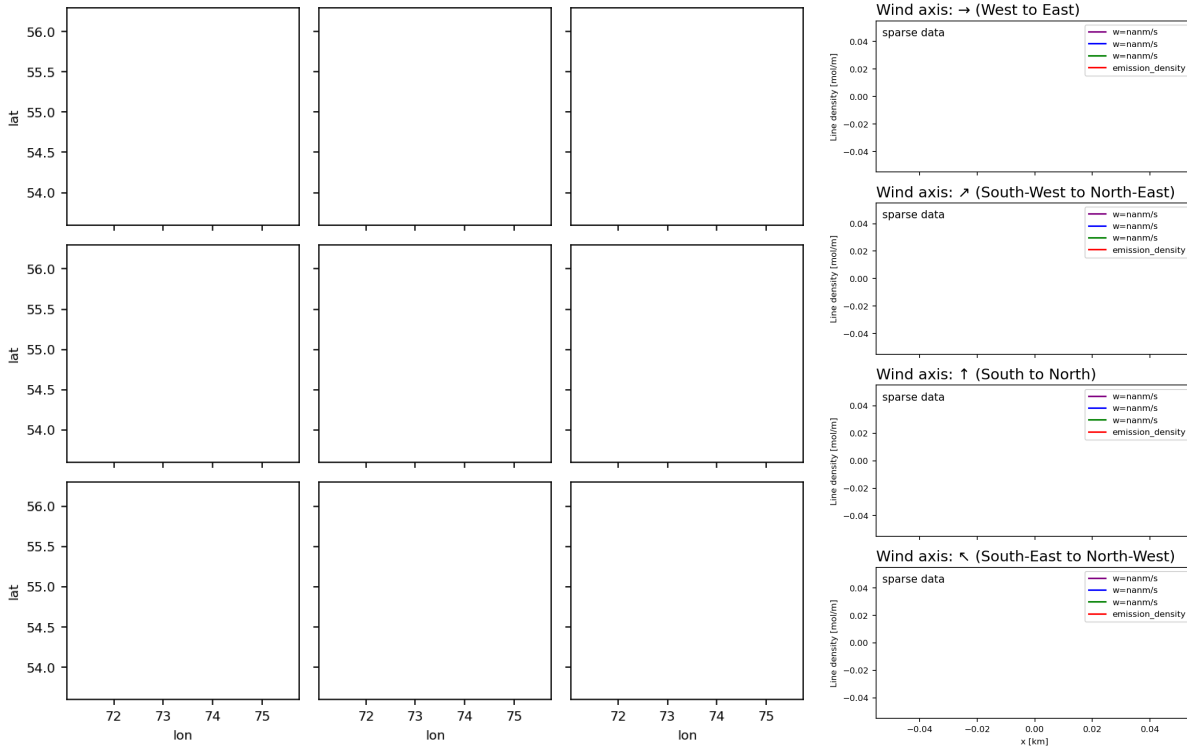 56.0
55.5
55.0
54.5
54.0
lat
56.0
55.5
55.0
54.5
54.0
lat
56.0
55.5
55.0
54.5
54.0
lat
72 73 74 75
lon
72 73 74 75
lon
72 73 74 75
lon
Wind axis: → (West to East)
sparse data
w=nanm/s
w=nanm/s
w=nanm/s
emission_density
0.04
0.02
0.00
−0.02
−0.04
Line density [mol/m]
Wind axis: ↗ (South-West to North-East)
sparse data
w=nanm/s
w=nanm/s
w=nanm/s
emission_density
0.04
0.02
0.00
−0.02
−0.04
Line density [mol/m]
Wind axis: ↑ (South to North)
sparse data
w=nanm/s
w=nanm/s
w=nanm/s
emission_density
0.04
0.02
0.00
−0.02
−0.04
Line density [mol/m]
Wind axis: ↖ (South-East to North-West)
sparse data
w=nanm/s
w=nanm/s
w=nanm/s
emission_density
0.04
0.02
0.00
−0.02
−0.04
Line density [mol/m]
−0.04 −0.02 0.00 0.02 0.04
x [km]